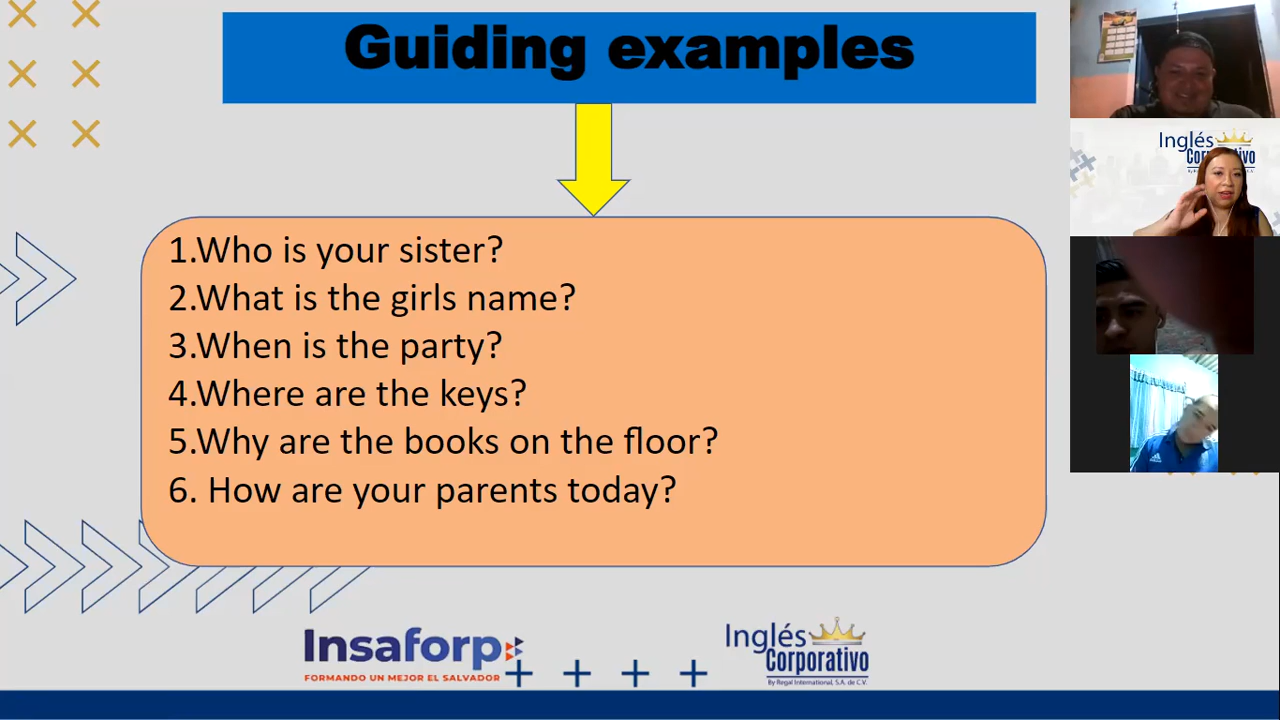 Guiding examples
1.Who is your sister?
2.What is the girls name?
3.When is the party?
4.Where are the keys?
5.Why are the books on the floor?
6. How are your parents today?
Insaforp
FORMANDO UN MEJOR EL SALVADOR
Inglés
Corporativo
By Regal International, S.A. de C.V.
Inglés